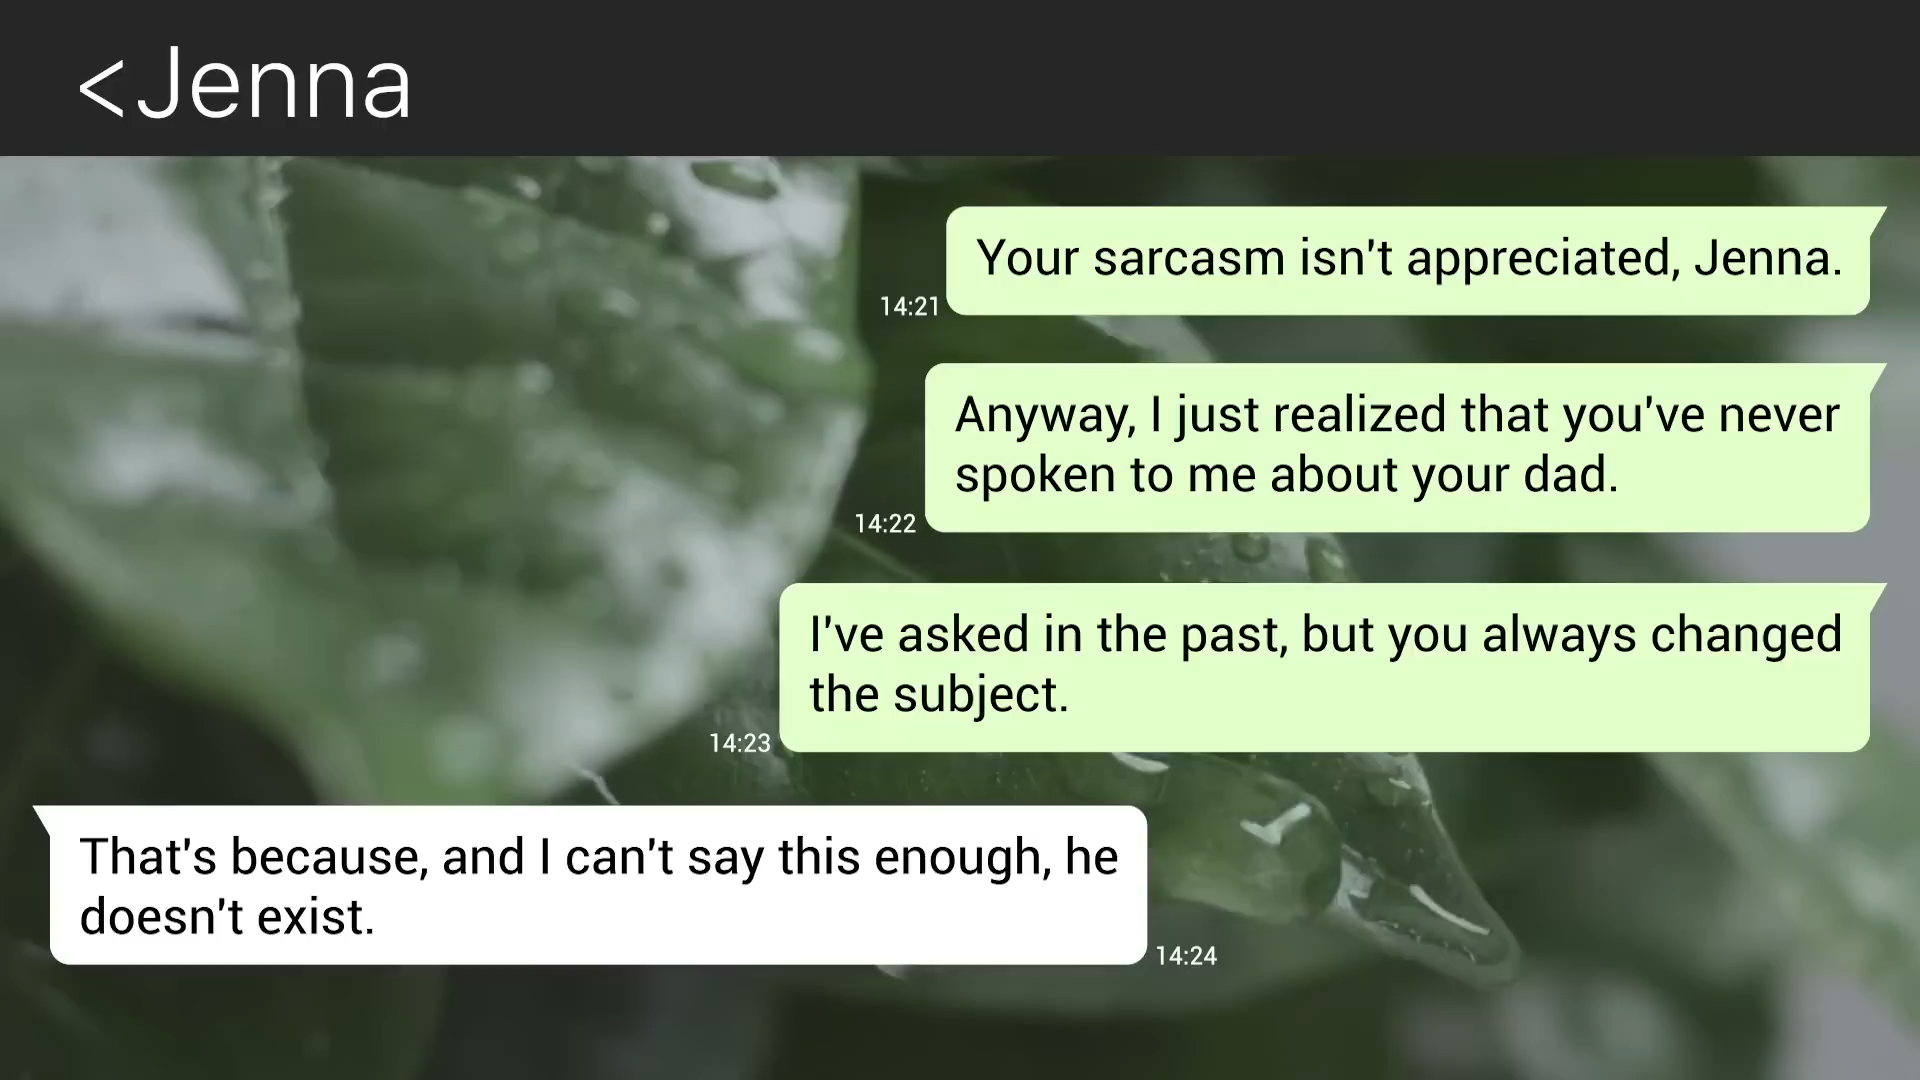 <Jenna
Your sarcasm isn't appreciated, Jenna.
14:21
Anyway, I just realized that you've never
spoken to me about your dad.
14:22
I've asked in the past, but you always changed
the subject.
14:23
That's because, and I can't say this enough, he
doesn't exist.
14:24